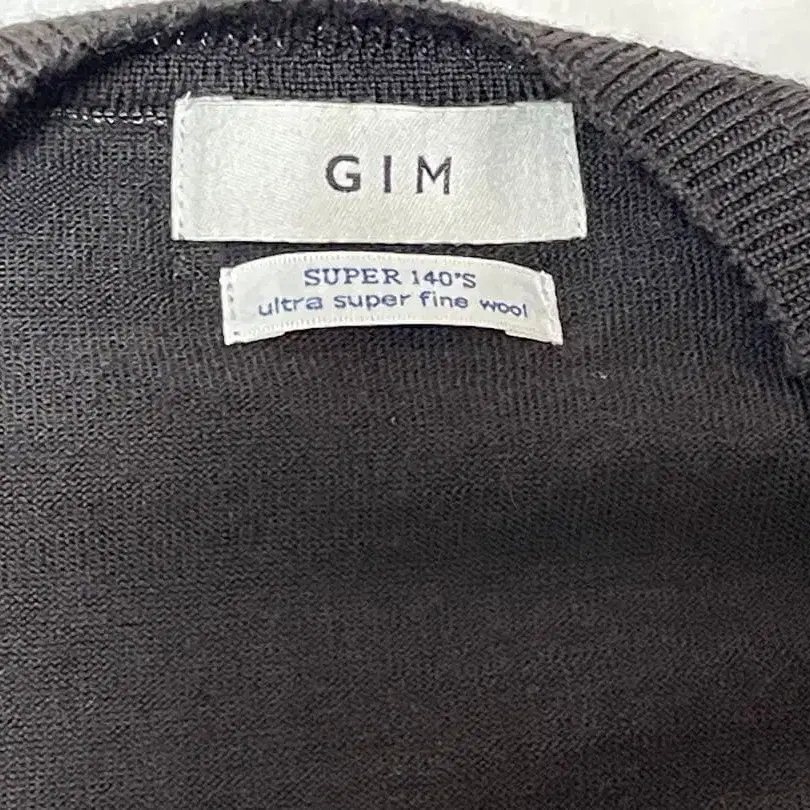 GIM
SUPER 140'S
ultra super fine wool